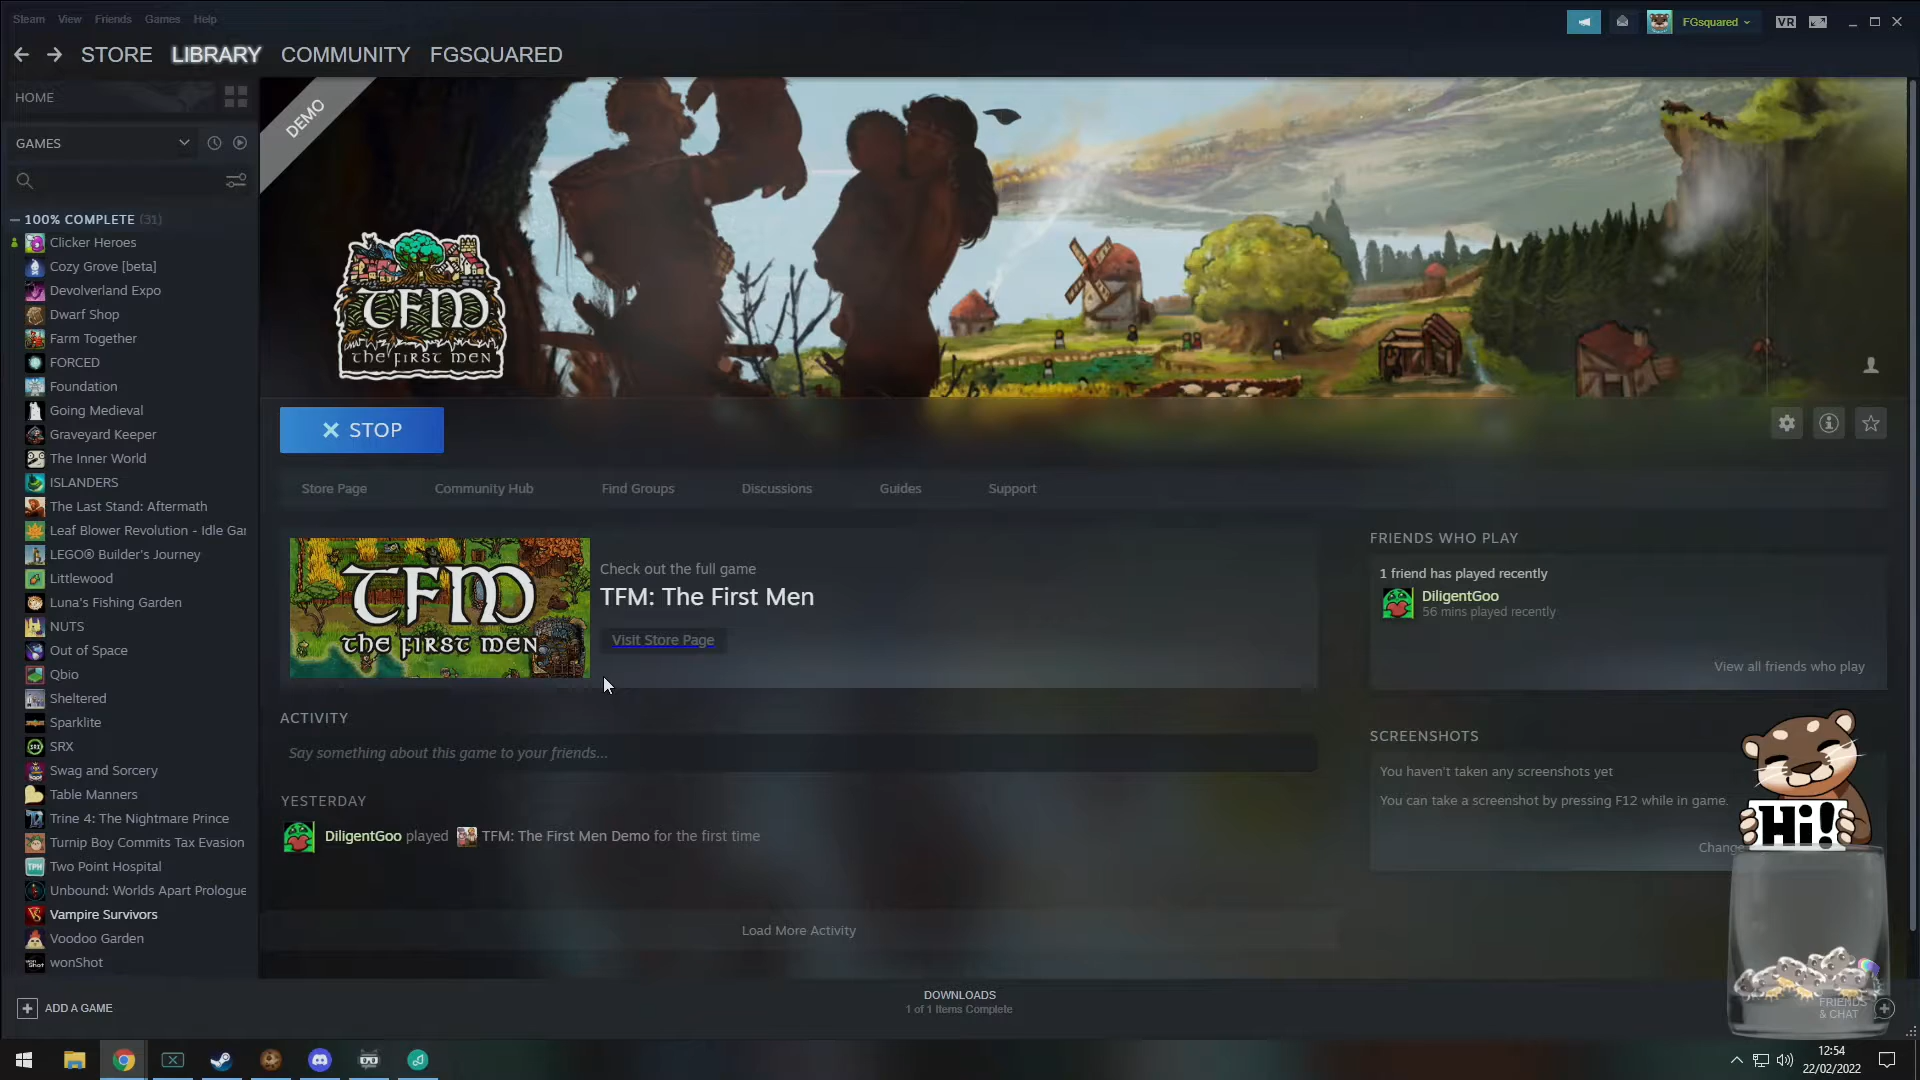 Steam View Friends Games Help
FGsquared
VR
STORE LIBRARY COMMUNITY FGSQUARED
HOME
GAMES
100% COMPLETE (31)
Clicker Heroes
Cozy Grove [beta]
Devolverland Expo
Dwarf Shop
Farm Together
FORCED
Foundation
Going Medieval
Graveyard Keeper
The Inner World
ISLANDERS
The Last Stand: Aftermath
Leaf Blower Revolution - Idle Gar
LEGO® Builder's Journey
Littlewood
Luna's Fishing Garden
NUTS
Out of Space
Qbio
Sheltered
Sparklite
SRX
Swag and Sorcery
Table Manners
Trine 4: The Nightmare Prince
Turnip Boy Commits Tax Evasion
Two Point Hospital
Unbound: Worlds Apart Prologue
Vampire Survivors
Voodoo Garden
wonShot
ADD A GAME
DEMO
TFM
the FIRST MEN
STOP
Store Page Community Hub Find Groups Discussions Guides Support
TFM
the FIRST MEN
Check out the full game
TFM: The First Men
Visit Store Page
ACTIVITY
Say something about this game to your friends...
YESTERDAY
DiligentGoo played TFM: The First Men Demo for the first time
Load More Activity
FRIENDS WHO PLAY
1 friend has played recently
DiligentGoo
56 mins played recently
View all friends who play
SCREENSHOTS
You haven't taken any screenshots yet
You can take a screenshot by pressing F12 while in game.
Change
Hi!
DOWNLOADS
1 of 1 Items Complete
FRIENDS
& CHAT
12:54
22/02/2022